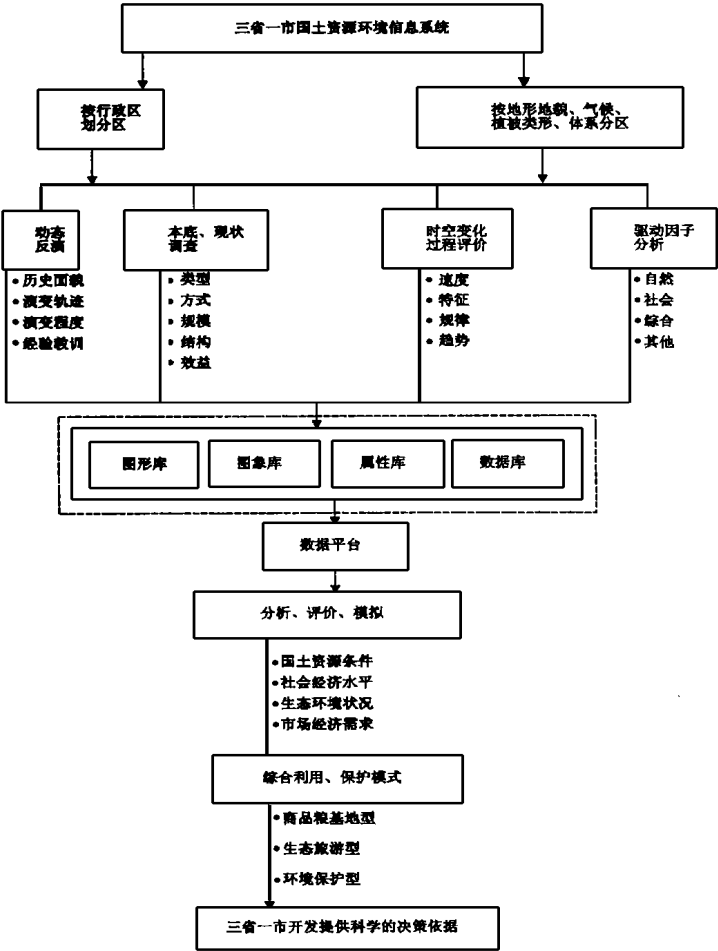 三省一市国土资源环境信息系统
按行政区
划分区
按地形地貌、气候、
植被类形、体系分区
动态
反演
本底、现状
调查
时空变化
过程评价
驱动因子
分析
• 历史面貌
• 演变轨迹
• 演变程度
• 经验教训
• 类型
• 方式
• 规模
• 结构
• 效益
• 速度
• 特征
• 规律
• 趋势
• 自然
• 社会
• 综合
• 其他
图形库
图象库
属性库
数据库
数据平台
分析、评价、模拟
• 国土资源条件
• 社会经济水平
• 生态环境状况
• 市场经济需求
综合利用、保护模式
• 商品粮基地型
• 生态旅游型
• 环境保护型
三省一市开发提供科学的决策依据